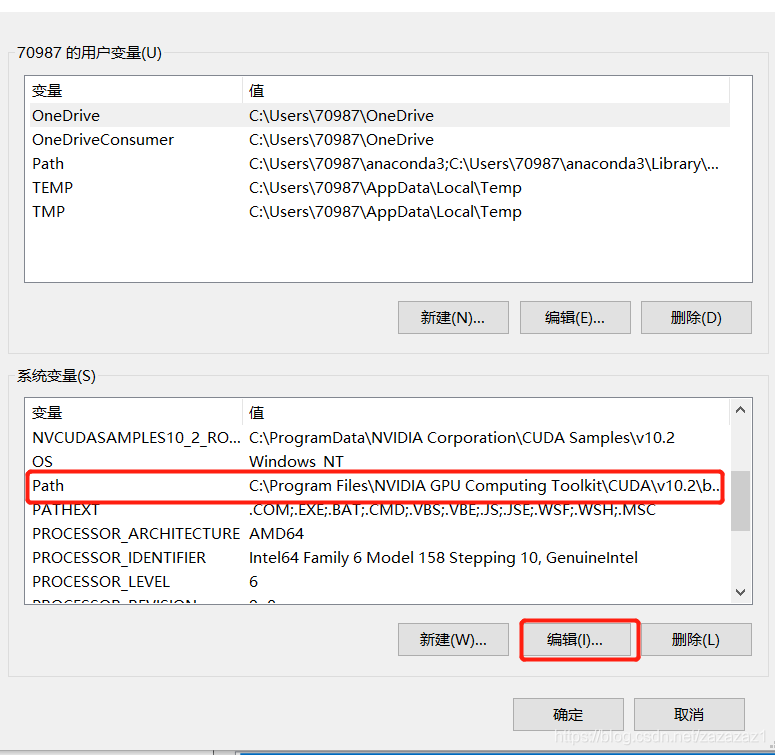 70987 的用户变量(U)
变量 值
OneDrive C:\Users\70987\OneDrive
OneDriveConsumer C:\Users\70987\OneDrive
Path C:\Users\70987\anaconda3;C:\Users\70987\anaconda3\Library\...
TEMP C:\Users\70987\AppData\Local\Temp
TMP C:\Users\70987\AppData\Local\Temp
新建(N)... 编辑(E)... 删除(D)
系统变量(S)
变量 值
NVCUDASAMPLES10_2_RO... C:\ProgramData\NVIDIA Corporation\CUDA Samples\v10.2
OS Windows_NT
Path C:\Program Files\NVIDIA GPU Computing Toolkit\CUDA\v10.2\b...
PATHEXT .COM;.EXE;.BAT;.CMD;.VBS;.VBE;.JS;.JSE;.WSF;.WSH;.MSC
PROCESSOR_ARCHITECTURE AMD64
PROCESSOR_IDENTIFIER Intel64 Family 6 Model 158 Stepping 10, GenuineIntel
PROCESSOR_LEVEL 6
PROCESSOR_REVISION
新建(W)... 编辑(I)... 删除(L)
确定 取消
https://blog.csdn.net/zazazaz1